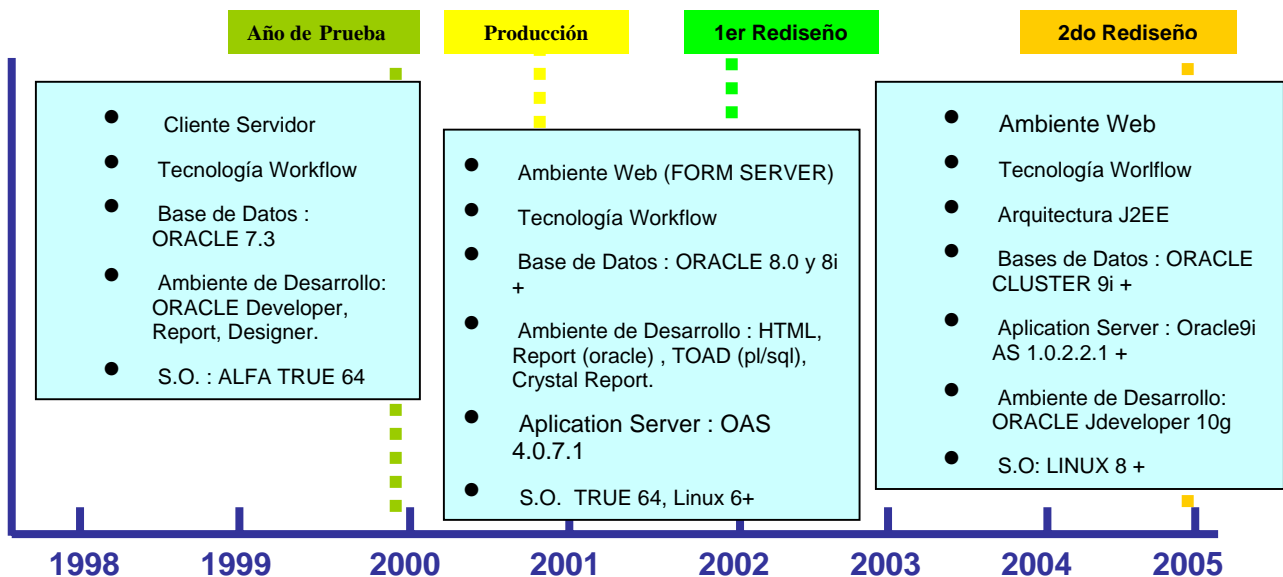 Año de Prueba
Producción
1er Rediseño
2do Rediseño
• Cliente Servidor
• Tecnología Workflow
• Base de Datos :
ORACLE 7.3
• Ambiente de Desarrollo:
ORACLE Developer,
Report, Designer.
• S.O. : ALFA TRUE 64
• Ambiente Web (FORM SERVER)
• Tecnología Workflow
• Base de Datos : ORACLE 8.0 y 8i
+
• Ambiente de Desarrollo : HTML,
Report (oracle) , TOAD (pl/sql),
Crystal Report.
• Aplication Server : OAS
4.0.7.1
• S.O. TRUE 64, Linux 6+
• Ambiente Web
• Tecnología Worlflow
• Arquitectura J2EE
• Bases de Datos : ORACLE
CLUSTER 9i +
• Aplication Server : Oracle9i
AS 1.0.2.2.1 +
• Ambiente de Desarrollo:
ORACLE Jdeveloper 10g
• S.O: LINUX 8 +
1998 1999 2000 2001 2002 2003 2004 2005